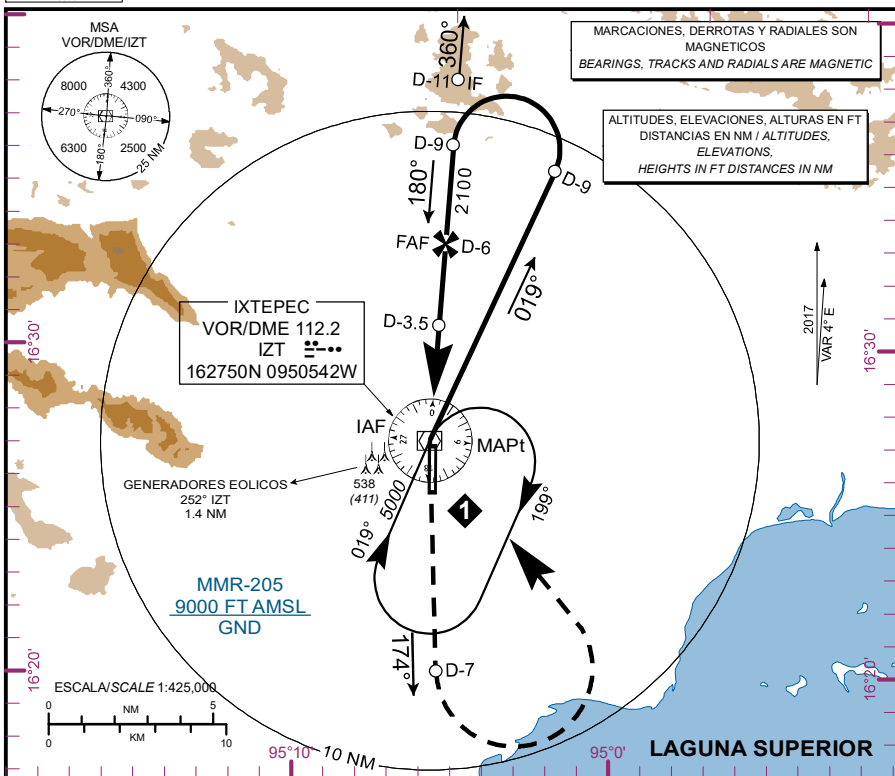 MSA
VOR/DME/IZT
360°
8000
4300
270°
090°
6300
2500
180°
25 NM
360°
D-11
IF
MARCACIONES, DERROTAS Y RADIALES SON
MAGNETICOS
BEARINGS, TRACKS AND RADIALS ARE MAGNETIC
ALTITUDES, ELEVACIONES, ALTURAS EN FT
DISTANCIAS EN NM / ALTITUDES,
ELEVATIONS,
HEIGHTS IN FT DISTANCES IN NM
D-9
D-9
180°
2100
FAF
D-6
019°
D-3.5
2017
VAR 4° E
16°30'
16°30'
IXTEPEC
VOR/DME 112.2
IZT
162750N 0950542W
IAF
0
27
9
18
MAPt
538
(411)
GENERADORES EOLICOS
252° IZT
1.4 NM
5000
019°
1
199°
MMR-205
9000 FT AMSL
GND
174°
D-7
16°20'
16°20'
ESCALA/SCALE 1:425,000
0
5
NM
KM
0
10
95°10'
10 NM
95°0'
LAGUNA SUPERIOR